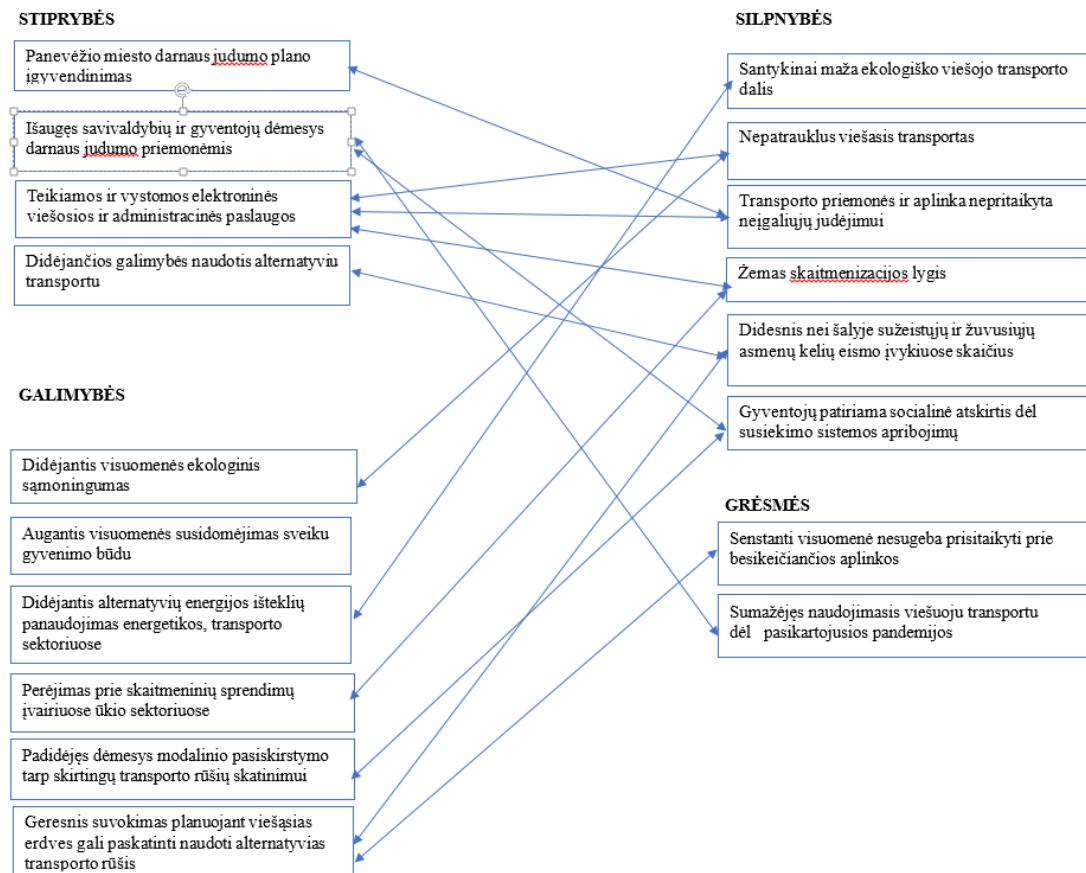 STIPRYBĖS
Panevėžio miesto darnaus judumo plano
įgyvendinimas
Išaugęs savivaldybių ir gyventojų dėmesys
darnaus judumo priemonėmis
Teikiamos ir vystomos elektroninės
viešosios ir administracinės paslaugos
Didėjančios galimybės naudotis alternatyviu
transportu
GALIMYBĖS
Didėjantis visuomenės ekologinis
sąmoningumas
Augantis visuomenės susidomėjimas sveiku
gyvenimo būdu
Didėjantis alternatyvių energijos išteklių
panaudojimas energetikos, transporto
sektoriuose
Perėjimas prie skaitmeninių sprendimų
įvairiuose ūkio sektoriuose
Padidėjęs dėmesys modalinio pasiskirstymo
tarp skirtingų transporto rūšių skatinimui
Geresnis suvokimas planuojant viešąsias
erdves gali paskatinti naudoti alternatyvias
transporto rūšis
SILPNYBĖS
Santykinai maža ekologiško viešojo transporto
dalis
Nepatrauklus viešasis transportas
Transporto priemonės ir aplinka nepritaikyta
neįgaliųjų judėjimui
Žemas skaitmenizacijos lygis
Didesnis nei šalyje sužeistųjų ir žuvusiųjų
asmenų kelių eismo įvykiuose skaičius
Gyventojų patiriama socialinė atskirtis dėl
susiekimo sistemos apribojimų
GRĖSMĖS
Senstanti visuomenė nesugeba prisitaikyti prie
besikeičiančios aplinkos
Sumažėjęs naudojimasis viešuoju transportu
dėl pasikartojusios pandemijos